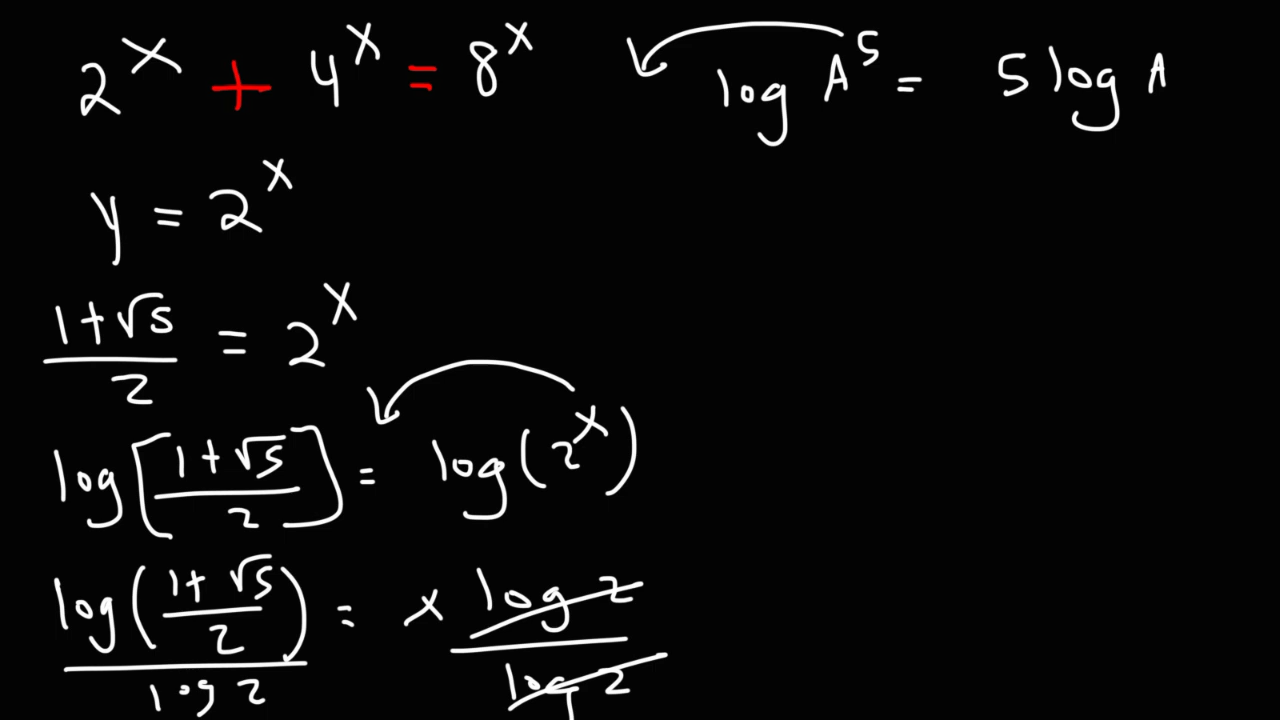 2^x + 4^x = 8^x
log A^5 = 5 log A
y = 2^x
(1+√5)/2 = 2^x
log[(1+√5)/2] = log(2^x)
log((1+√5)/2)/log 2 = x log 2/log 2